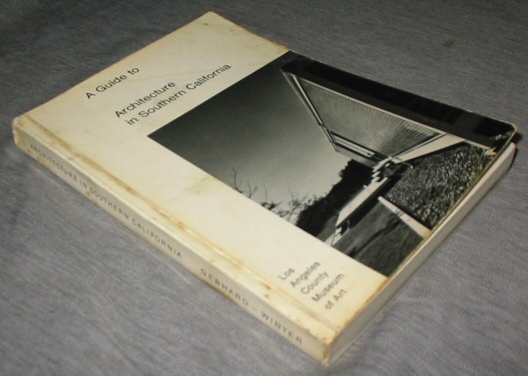 A Guide to
Architecture
in Southern California
Los
Angeles
County
Museum
of Art
ARCHITECTURE IN SOUTHERN CALIFORNIA GEBHARD · WINTER